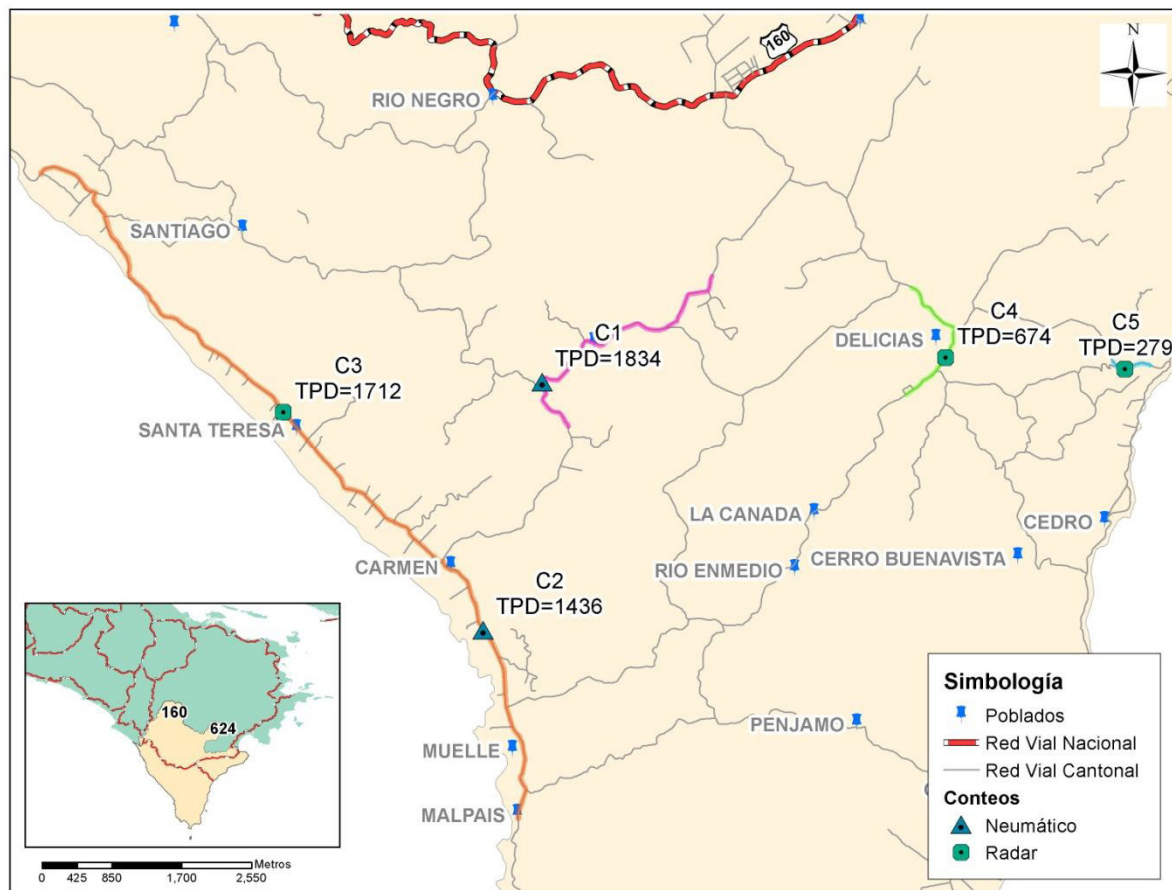 160
N
RIO NEGRO
SANTIAGO
C1
TPD=1834
C4
TPD=674
DELICIAS
C5
TPD=279
C3
TPD=1712
SANTA TERESA
LA CANADA
CEDRO
CARMEN
RIO ENMEDIO
CERRO BUENAVISTA
C2
TPD=1436
160
624
MUELLE
PENJAMO
MALPAIS
Simbología
Poblados
Red Vial Nacional
Red Vial Cantonal
Conteos
Neumático
Radar
Metros
0 425 850 1,700 2,550